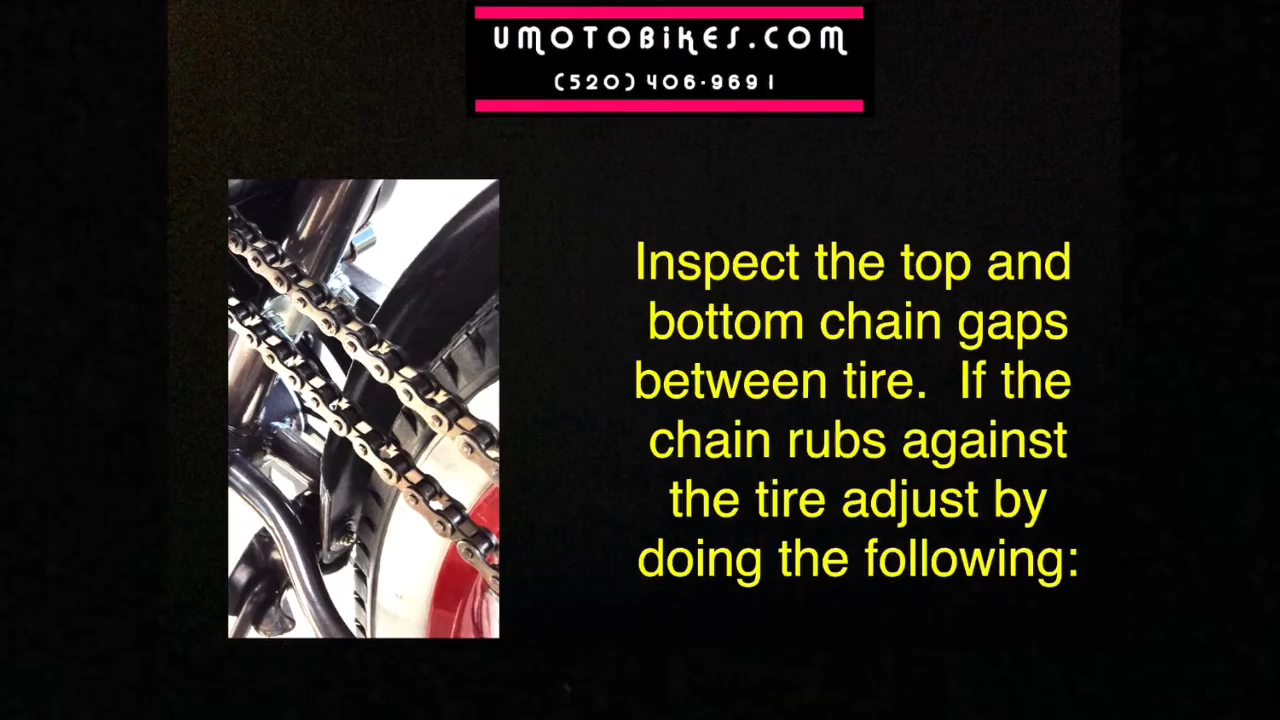 UMOTOBIKES.COM
(520) 406-9691
Inspect the top and
bottom chain gaps
between tire.  If the
chain rubs against
the tire adjust by
doing the following: